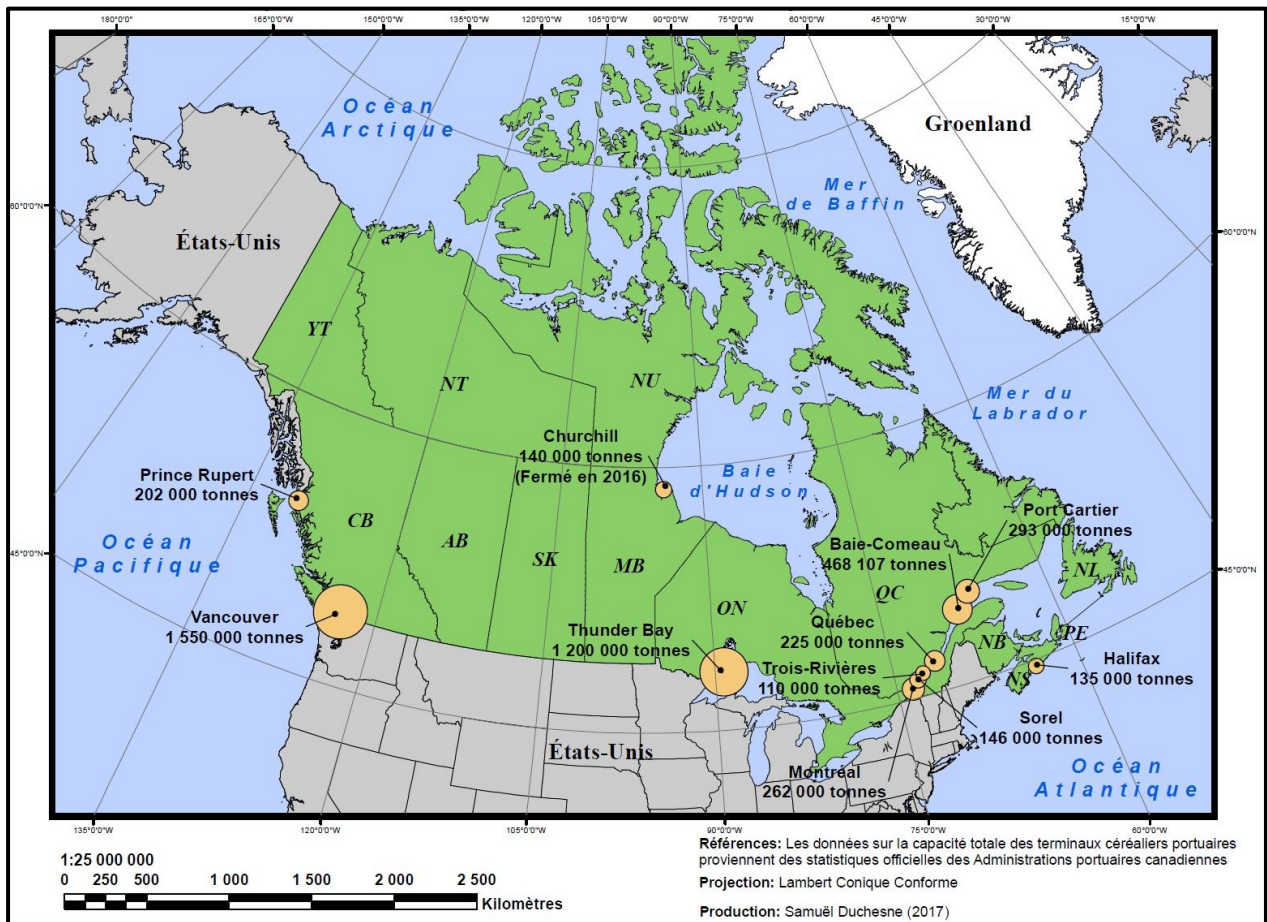 180°0'0"
165°0'0"W
150°0'0"W
135°0'0"W
120°0'0"W
105°0'0"W
90°0'0"W
75°0'0"W
60°0'0"W
45°0'0"W
30°0'0"W
15°0'0"W
Océan
Arctique
Groenland
Mer
de Baffin
60°0'0"N
60°0'0"N
États-Unis
YT
NT
NU
Mer du
Labrador
Churchill
140 000 tonnes
(Fermé en 2016)
Baie
d'Hudson
Prince Rupert
202 000 tonnes
Port Cartier
293 000 tonnes
CB
AB
SK
MB
ON
QC
NL
Océan
Pacifique
45°0'0"N
45°0'0"N
Baie-Comeau
468 107 tonnes
Vancouver
1 550 000 tonnes
Thunder Bay
1 200 000 tonnes
Québec
225 000 tonnes
NB
PE
Trois-Rivières
110 000 tonnes
NS
Halifax
135 000 tonnes
Sorel
146 000 tonnes
États-Unis
Montréal
262 000 tonnes
Océan
Atlantique
135°0'0"W
120°0'0"W
105°0'0"W
90°0'0"W
75°0'0"W
60°0'0"W
1:25 000 000
0 250 500 1 000 1 500 2 000 2 500
Kilomètres
Références: Les données sur la capacité totale des terminaux céréaliers portuaires
proviennent des statistiques officielles des Administrations portuaires canadiennes
Projection: Lambert Conique Conforme
Production: Samuël Duchesne (2017)